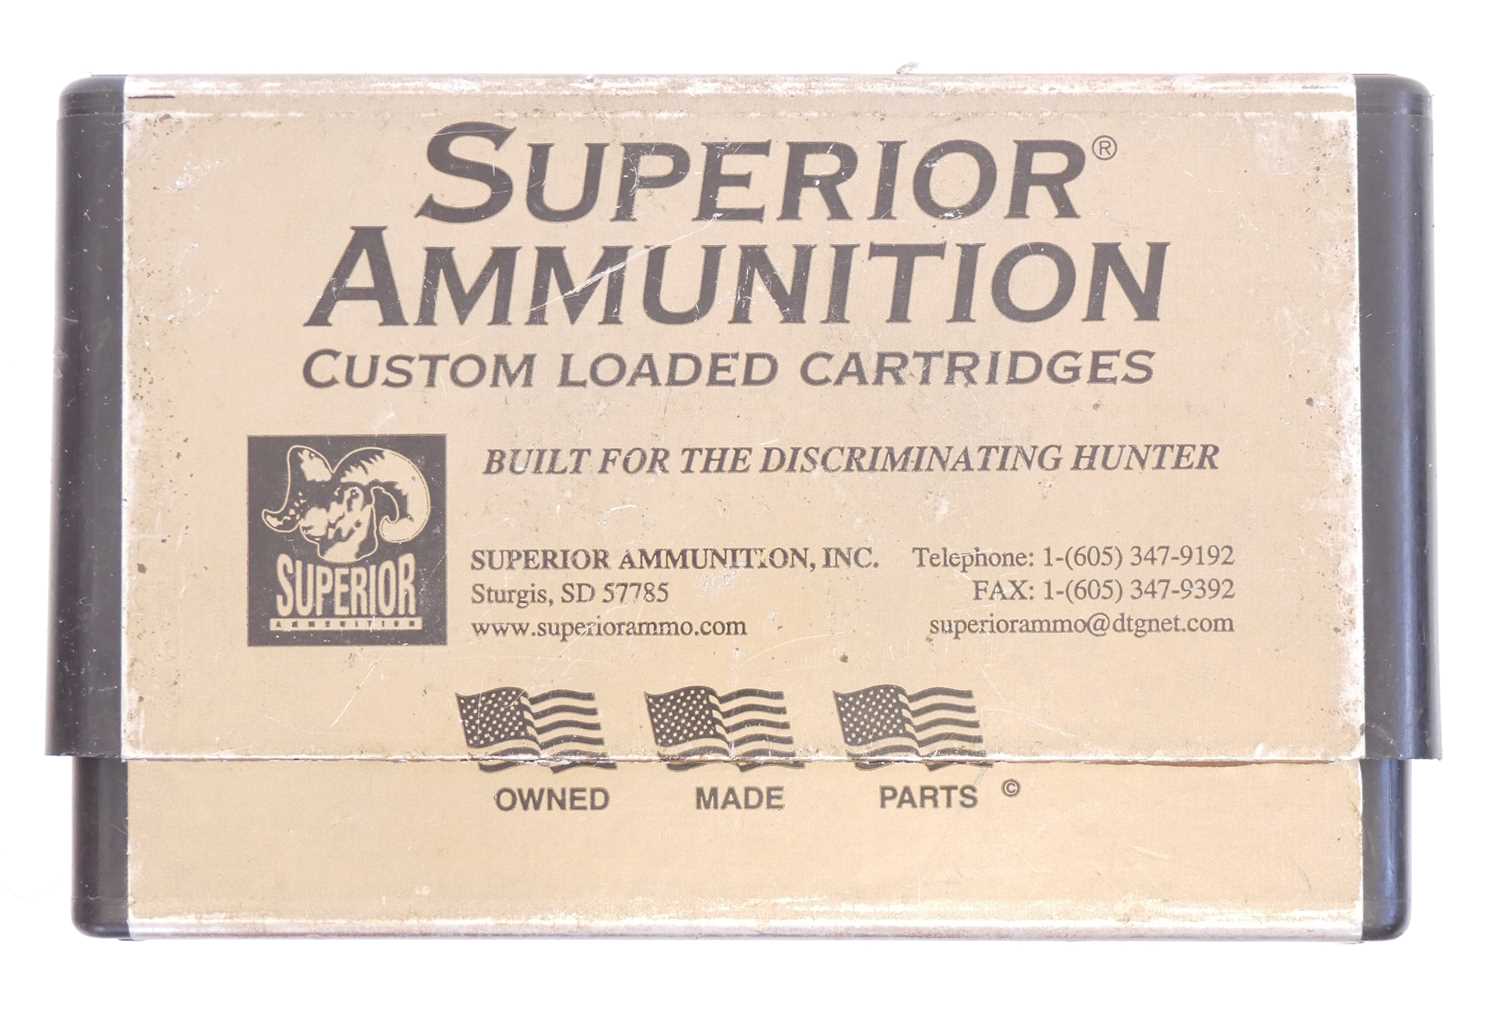 SUPERIOR®
AMMUNITION
CUSTOM LOADED CARTRIDGES
BUILT FOR THE DISCRIMINATING HUNTER
SUPERIOR
AMMUNITION
SUPERIOR AMMUNITION, INC.
Sturgis, SD 57785
www.superiorammo.com
Telephone: 1-(605) 347-9192
FAX: 1-(605) 347-9392
superiorammo@dtgnet.com
OWNED MADE PARTS ©